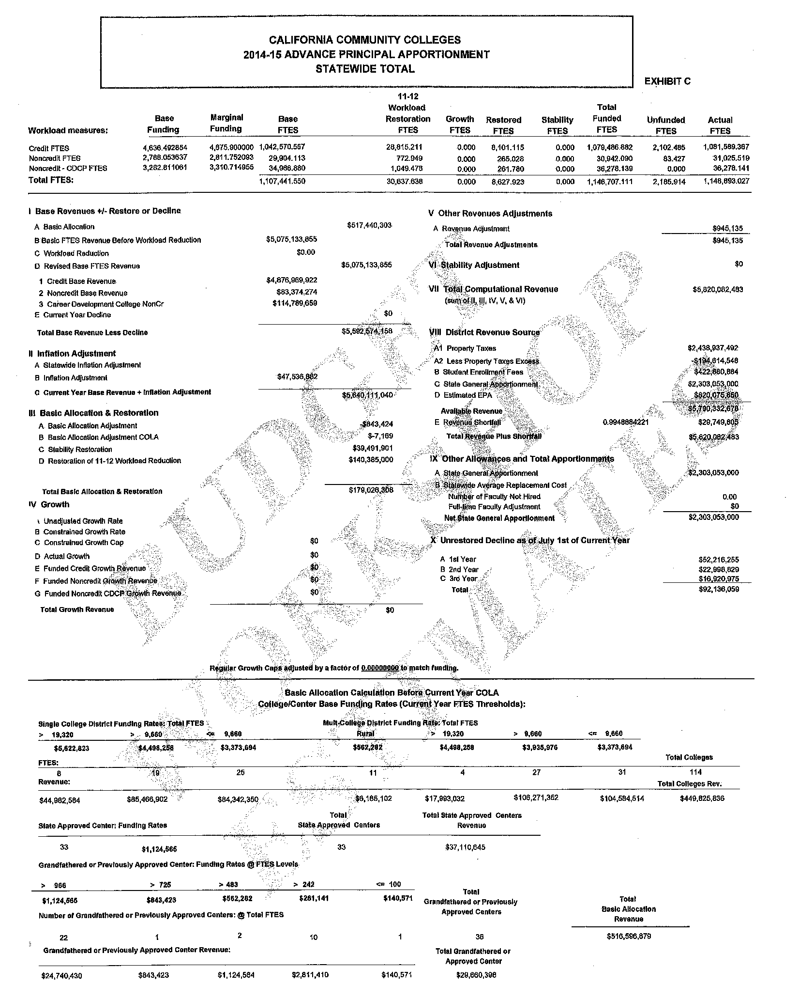 CALIFORNIA COMMUNITY COLLEGES
2014-15 ADVANCE PRINCIPAL APPORTIONMENT
STATEWIDE TOTAL
EXHIBIT C
Workload measures: Base Funding Marginal Funding Base FTES 11-12 Workload Restoration FTES Growth FTES Restored FTES Stability FTES Total Funded FTES Unfunded FTES Actual FTES
Credit FTES 4,636.492854 4,675.900000 1,042,570.557 28,815.211 0.000 8,101.115 0.000 1,079,486.882 2,102.485 1,081,589.367
Noncredit FTES 2,788.053637 2,811.752093 29,904.113 772.949 0.000 265.028 0.000 30,942.090 83.427 31,025.519
Noncredit - CDCP FTES 3,282.811061 3,310.714955 34,966.880 1,049.478 0.000 261.780 0.000 36,278.139 0.000 36,278.141
Total FTES: 1,107,441.550 30,637.638 0.000 8,627.923 0.000 1,146,707.111 2,185.914 1,148,893.027
I Base Revenues +/- Restore or Decline
A Basic Allocation $517,440,303
B Basic FTES Revenue Before Workload Reduction $5,075,133,855
C Workload Reduction $0.00
D Revised Base FTES Revenue $5,075,133,855
1 Credit Base Revenue $4,876,969,922
2 Noncredit Base Revenue $83,374,274
3 Career Development College NonCr $114,789,659
E Current Year Decline $0
Total Base Revenue Less Decline $5,592,574,158
II Inflation Adjustment
A Statewide Inflation Adjustment
B Inflation Adjustment $47,536,882
C Current Year Base Revenue + Inflation Adjustment $5,640,111,040
III Basic Allocation & Restoration
A Basic Allocation Adjustment -$843,424
B Basic Allocation Adjustment COLA $-7,169
C Stability Restoration $39,491,901
D Restoration of 11-12 Workload Reduction $140,385,000
Total Basic Allocation & Restoration $179,026,308
IV Growth
Unadjusted Growth Rate
B Constrained Growth Rate
C Constrained Growth Cap $0
D Actual Growth $0
E Funded Credit Growth Revenue $0
F Funded Noncredit Growth Revenue $0
G Funded Noncredit CDCP Growth Revenue $0
Total Growth Revenue $0
V Other Revenues Adjustments
A Revenue Adjustment $945,135
Total Revenue Adjustments $945,135
VI Stability Adjustment $0
VII Total Computational Revenue $5,820,082,483
(sum of II, III, IV, V, & VI)
VIII District Revenue Source
A1 Property Taxes $2,438,937,492
A2 Less Property Taxes Excess -$194,614,548
B Student Enrollment Fees $422,880,884
C State General Apportionment $2,303,053,000
D Estimated EPA $820,075,850
Available Revenue $5,790,332,678
E Revenue Shortfall 0.9948884221 $29,749,805
Total Revenue Plus Shortfall $5,820,082,483
IX Other Allowances and Total Apportionments
A State General Apportionment $2,303,053,000
B Statewide Average Replacement Cost
Number of Faculty Not Hired 0.00
Full-time Faculty Adjustment $0
Net State General Apportionment $2,303,053,000
X Unrestored Decline as of July 1st of Current Year
A 1st Year $52,216,255
B 2nd Year $22,998,829
C 3rd Year $16,920,975
Total $92,136,059
BUDGET WORKSHOP ESTIMATES
Regular Growth Caps adjusted by a factor of 0.00000000 to match funding.
Basic Allocation Calculation Before Current Year COLA
College/Center Base Funding Rates (Current Year FTES Thresholds):
Single College District Funding Rates: Total FTES Mult-College District Funding Rate: Total FTES
> 19,320 > 9,660 <= 9,660 Rural > 19,320 > 9,660 <= 9,660
$5,622,823 $4,498,258 $3,373,694 $562,282 $4,498,258 $3,935,976 $3,373,694
FTES: Total Colleges
8 19 25 11 4 27 31 114
Revenue: Total Colleges Rev.
$44,982,584 $85,466,902 $84,342,350 $6,185,102 $17,993,032 $106,271,352 $104,584,514 $449,825,836
State Approved Center: Funding Rates Total State Approved Centers Total State Approved Centers Revenue
33 $1,124,565 33 $37,110,645
Grandfathered or Previously Approved Center: Funding Rates @ FTES Levels
> 966 > 725 > 483 > 242 <= 100
$1,124,565 $843,423 $562,282 $281,141 $140,571 Total Grandfathered or Previously Approved Centers Total Basic Allocation Revenue
Number of Grandfathered or Previously Approved Centers: @ Total FTES
22 1 2 10 1 36 $516,596,879
Grandfathered or Previously Approved Center Revenue: Total Grandfathered or Approved Center
$24,740,430 $843,423 $1,124,564 $2,811,410 $140,571 $29,660,398